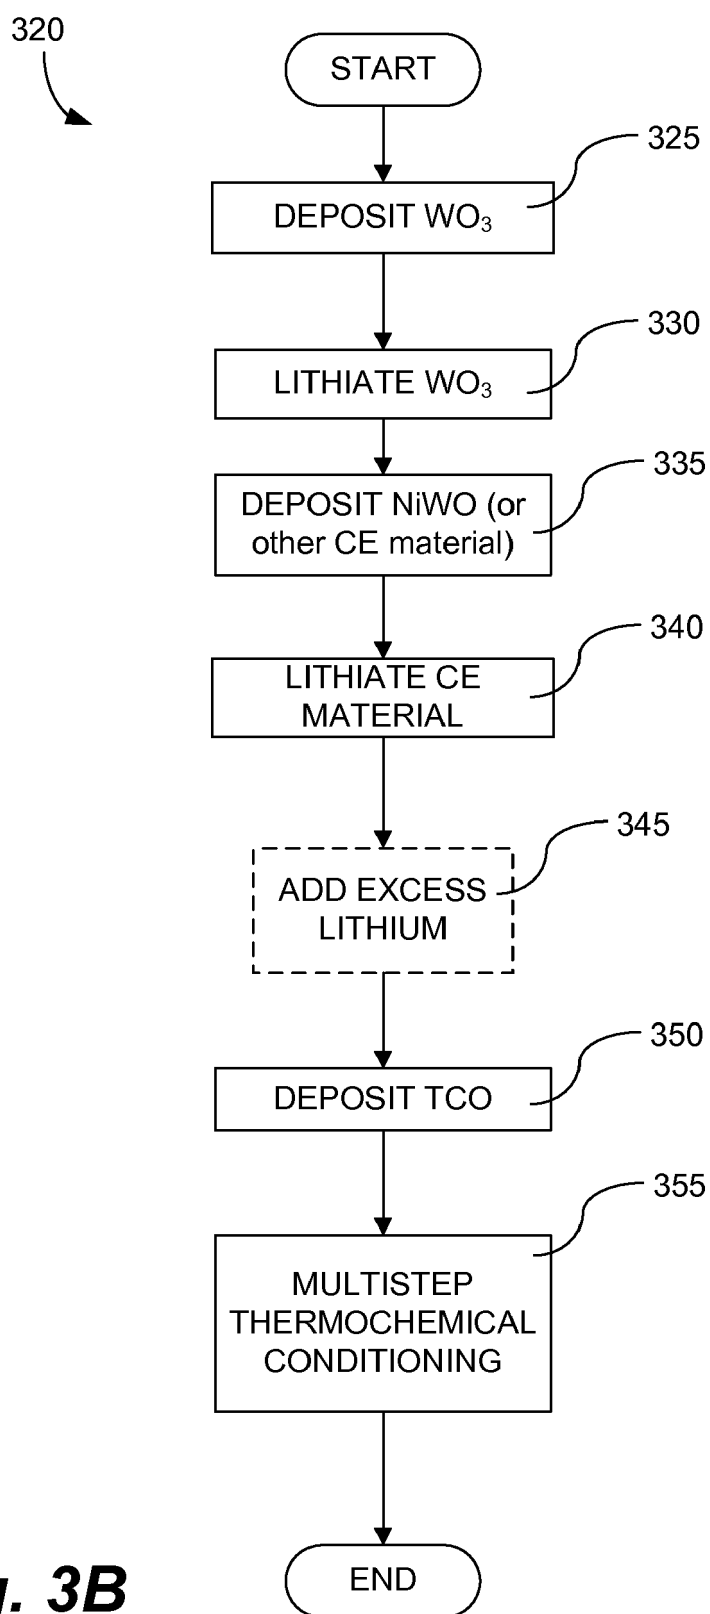 320
START
325
DEPOSIT WO₃
330
LITHIATE WO₃
335
DEPOSIT NiWO (or
other CE material)
340
LITHIATE CE
MATERIAL
345
ADD EXCESS
LITHIUM
350
DEPOSIT TCO
355
MULTISTEP
THERMOCHEMICAL
CONDITIONING
END
3B